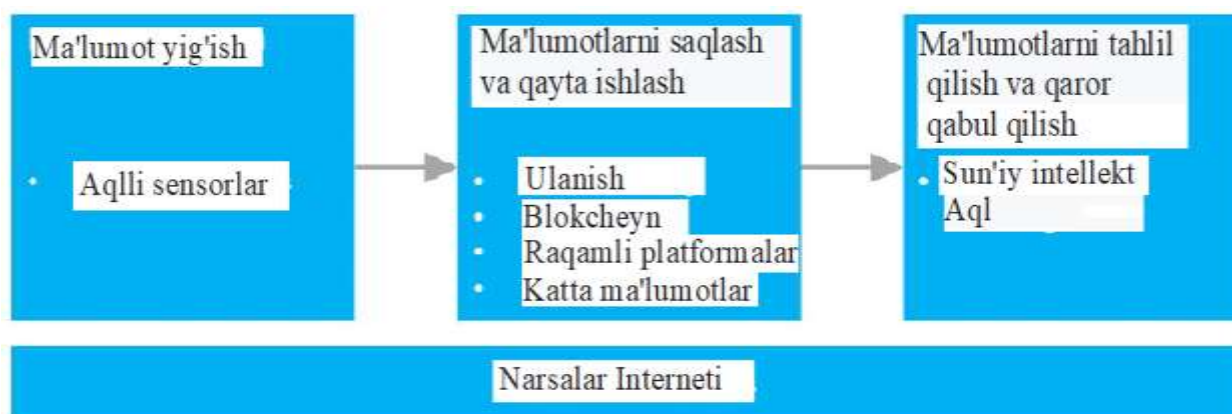 Ma'lumot yig'ish
• Aqlli sensorlar
Ma'lumotlarni saqlash
va qayta ishlash
• Ulanish
• Blokcheyn
• Raqamli platformalar
• Katta ma'lumotlar
Ma'lumotlarni tahlil
qilish va qaror
qabul qilish
• Sun'iy intellekt
Aql
Narsalar Interneti